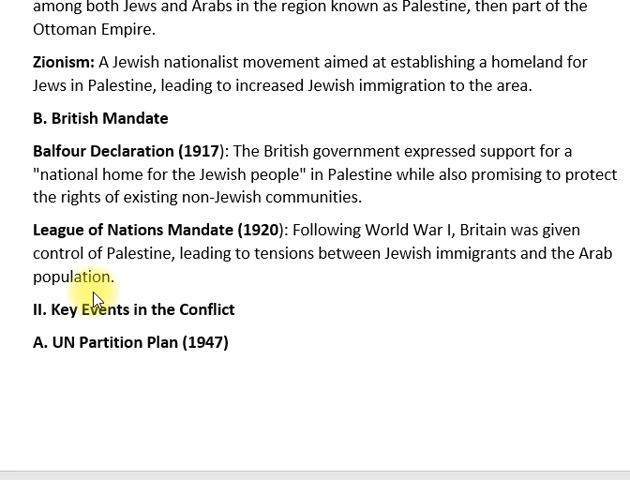 among both Jews and Arabs in the region known as Palestine, then part of the
Ottoman Empire.
Zionism: A Jewish nationalist movement aimed at establishing a homeland for
Jews in Palestine, leading to increased Jewish immigration to the area.
B. British Mandate
Balfour Declaration (1917): The British government expressed support for a
"national home for the Jewish people" in Palestine while also promising to protect
the rights of existing non-Jewish communities.
League of Nations Mandate (1920): Following World War I, Britain was given
control of Palestine, leading to tensions between Jewish immigrants and the Arab
population.
II. Key Events in the Conflict
A. UN Partition Plan (1947)